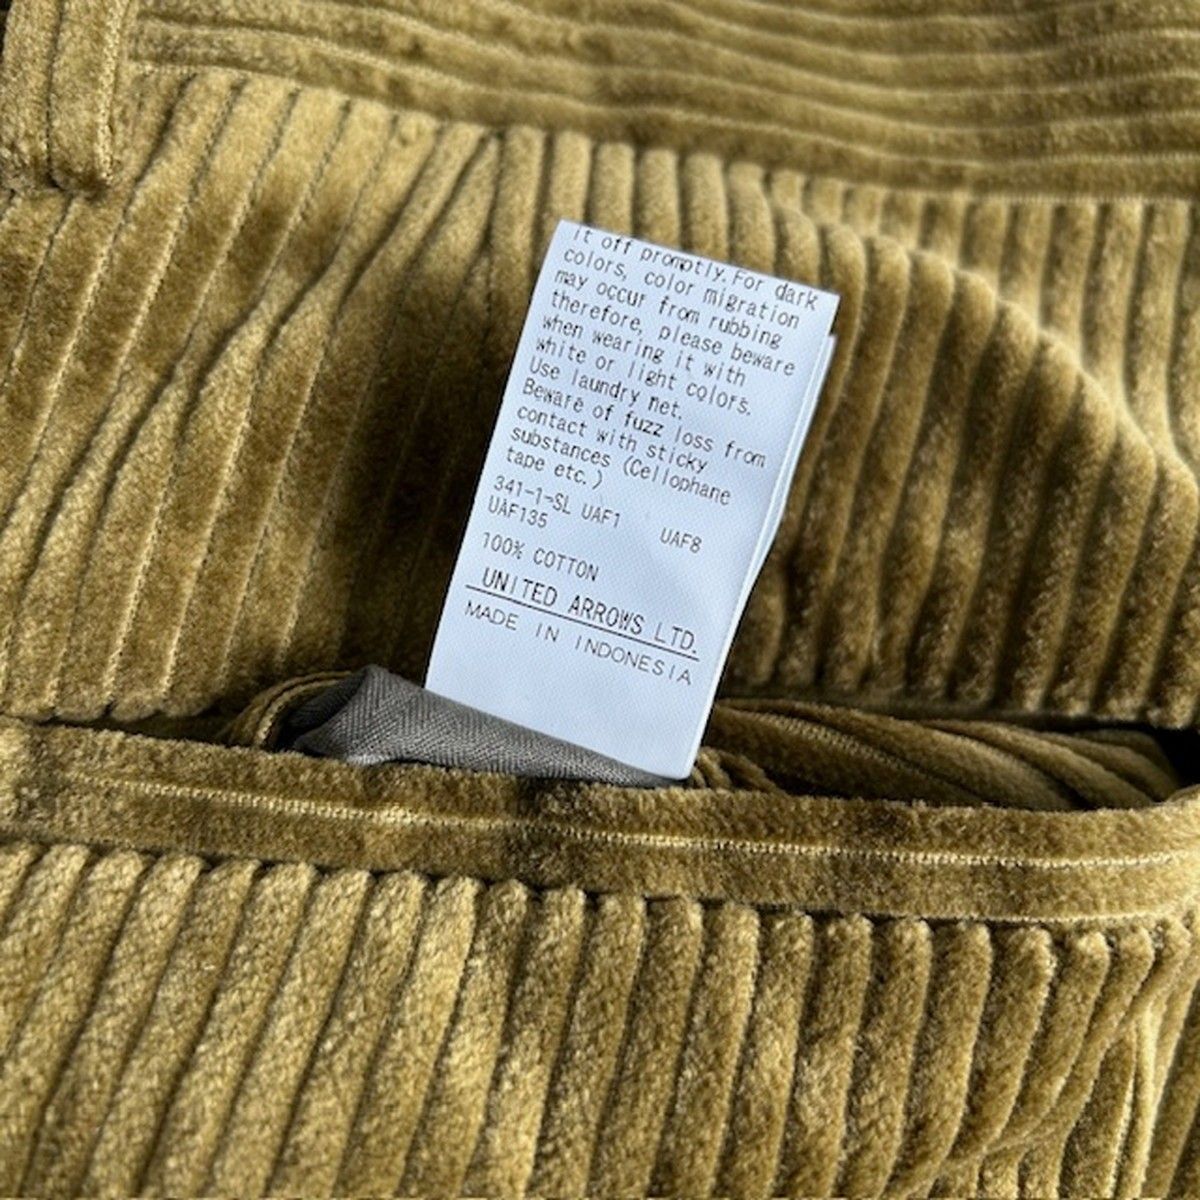 it off promptly.For dark
colors, color migration
may occur from rubbing
therefore, please beware
when wearing it with
white or light colors.
Use laundry net.
Beware of fuzz loss from
contact with sticky
substances (Cellophane
tape etc.)
341-1-SL UAF1 UAF8
UAF135
100% COTTON
UNITED ARROWS LTD.
MADE IN INDONESIA